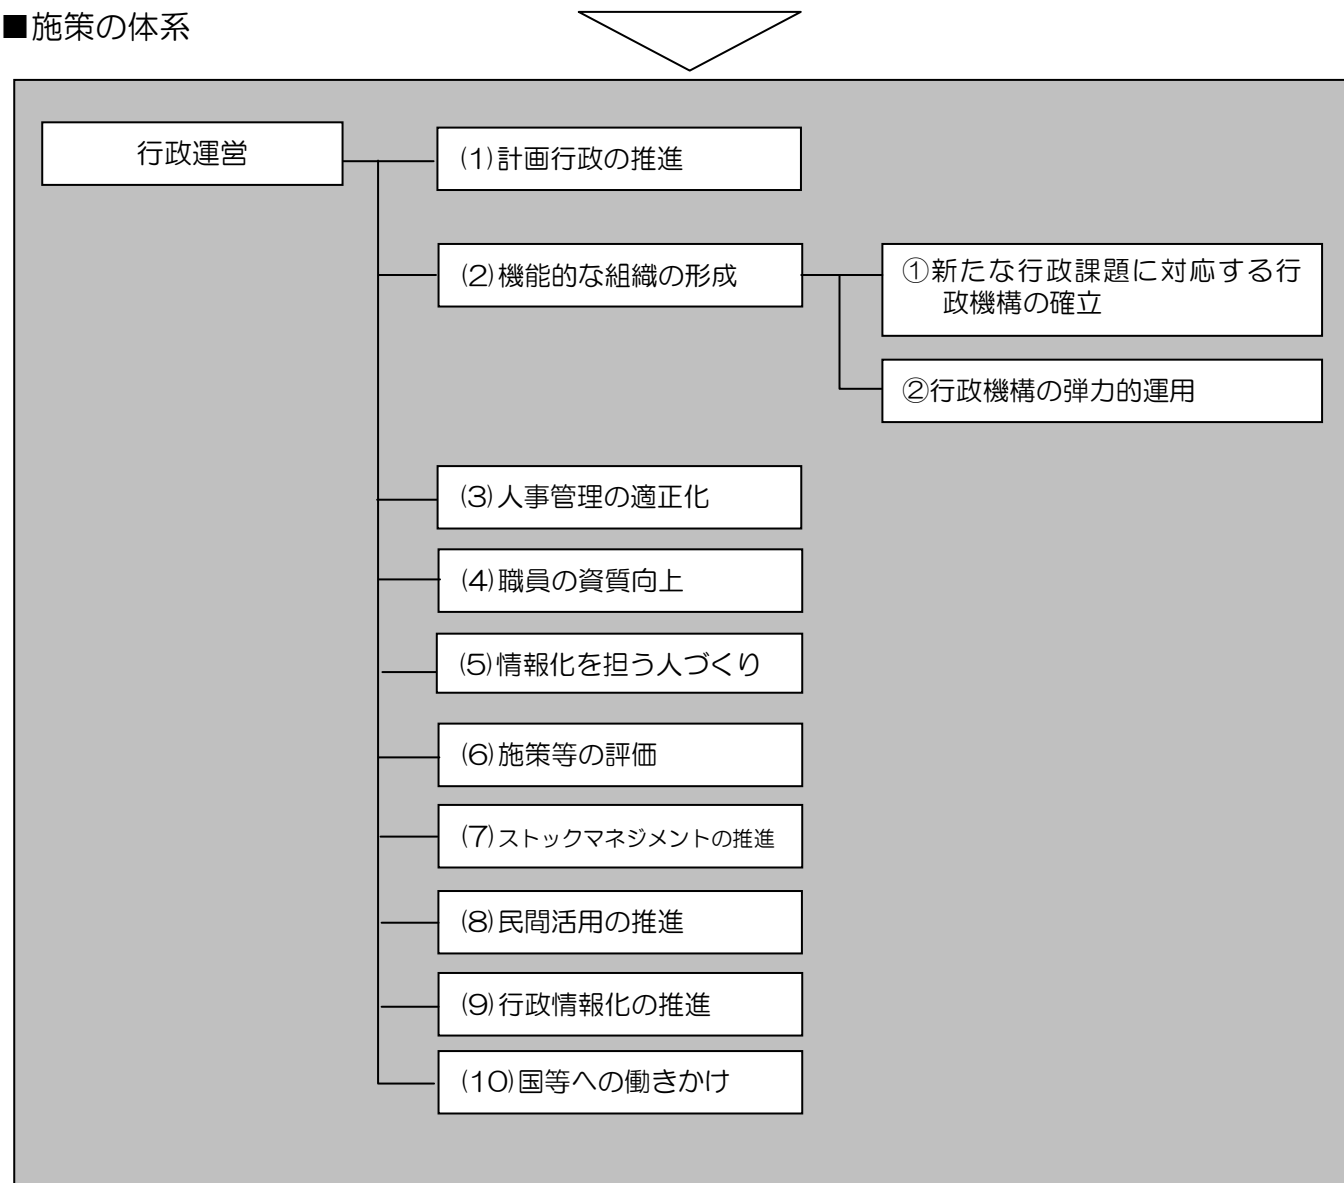 ■施策の体系
行政運営
(1)計画行政の推進
(2)機能的な組織の形成
①新たな行政課題に対応する行
政機構の確立
②行政機構の弾力的運用
(3)人事管理の適正化
(4)職員の資質向上
(5)情報化を担う人づくり
(6)施策等の評価
(7)ストックマネジメントの推進
(8)民間活用の推進
(9)行政情報化の推進
(10)国等への働きかけ